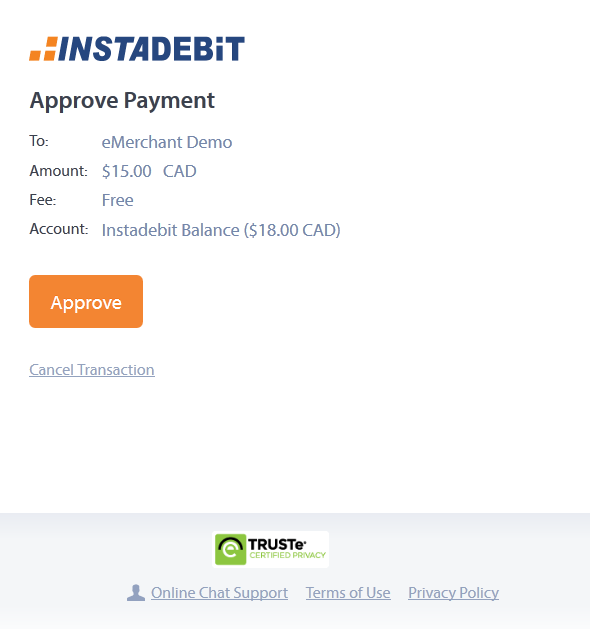 INSTADEBiT
Approve Payment
To: eMerchant Demo
Amount: $15.00 CAD
Fee: Free
Account: Instadebit Balance ($18.00 CAD)
Approve
Cancel Transaction
TRUSTe
CERTIFIED PRIVACY
Online Chat Support Terms of Use Privacy Policy